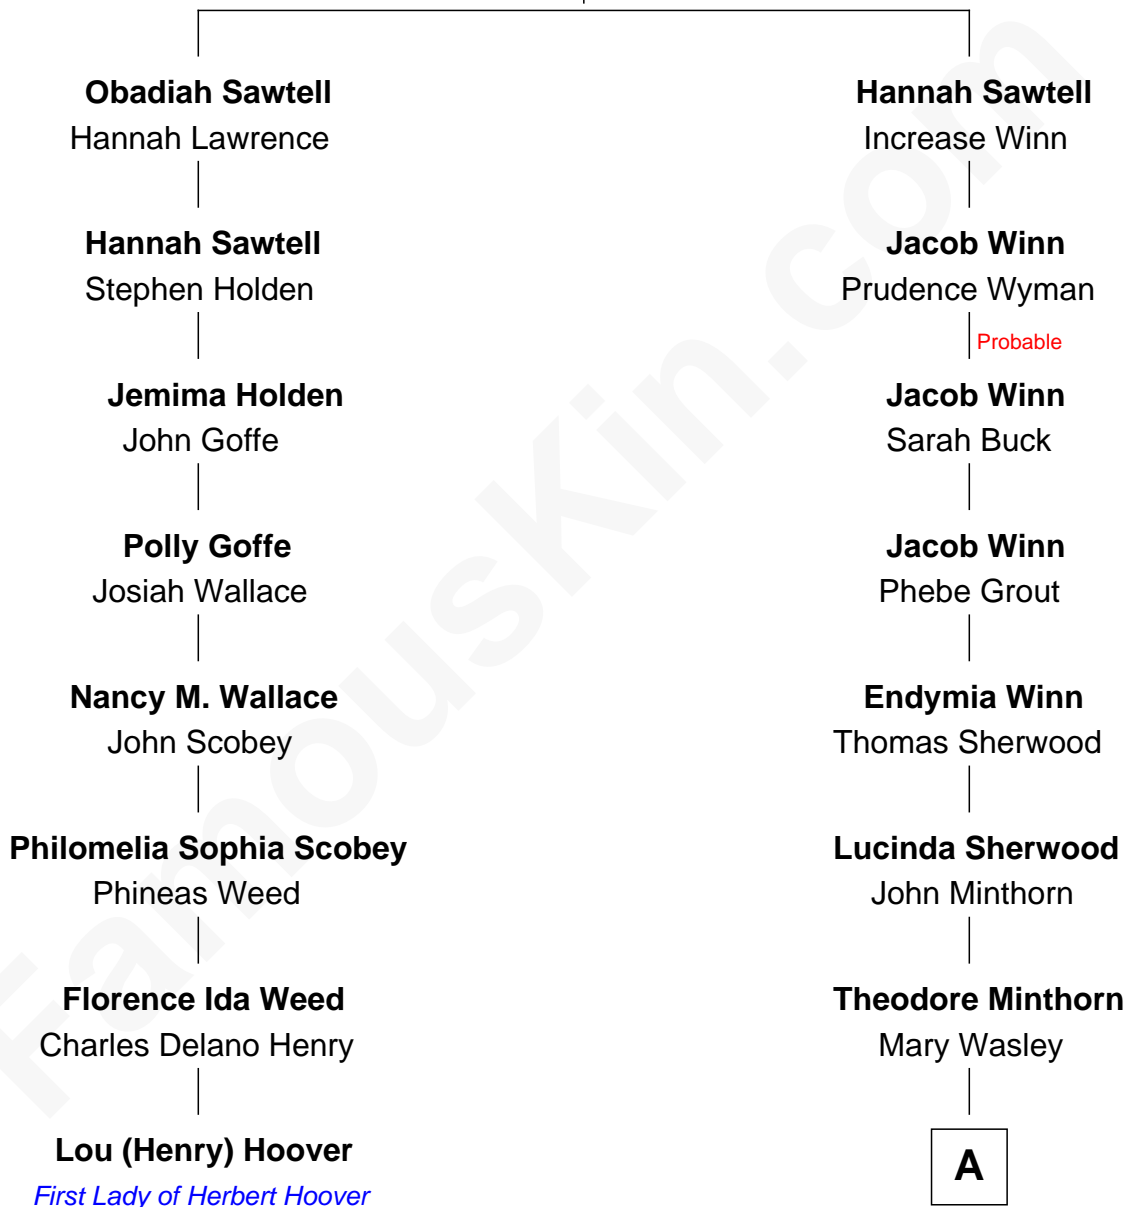 Obadiah Sawtell
Hannah Lawrence
Hannah Sawtell
Stephen Holden
Jemima Holden
John Goffe
Polly Goffe
Josiah Wallace
Nancy M. Wallace
John Scobey
Philomelia Sophia Scobey
Phineas Weed
Florence Ida Weed
Charles Delano Henry
Lou (Henry) Hoover
First Lady of Herbert Hoover
Hannah Sawtell
Increase Winn
Jacob Winn
Prudence Wyman
Probable
Jacob Winn
Sarah Buck
Jacob Winn
Phebe Grout
Endymia Winn
Thomas Sherwood
Lucinda Sherwood
John Minthorn
Theodore Minthorn
Mary Wasley
A
FamousKin.com